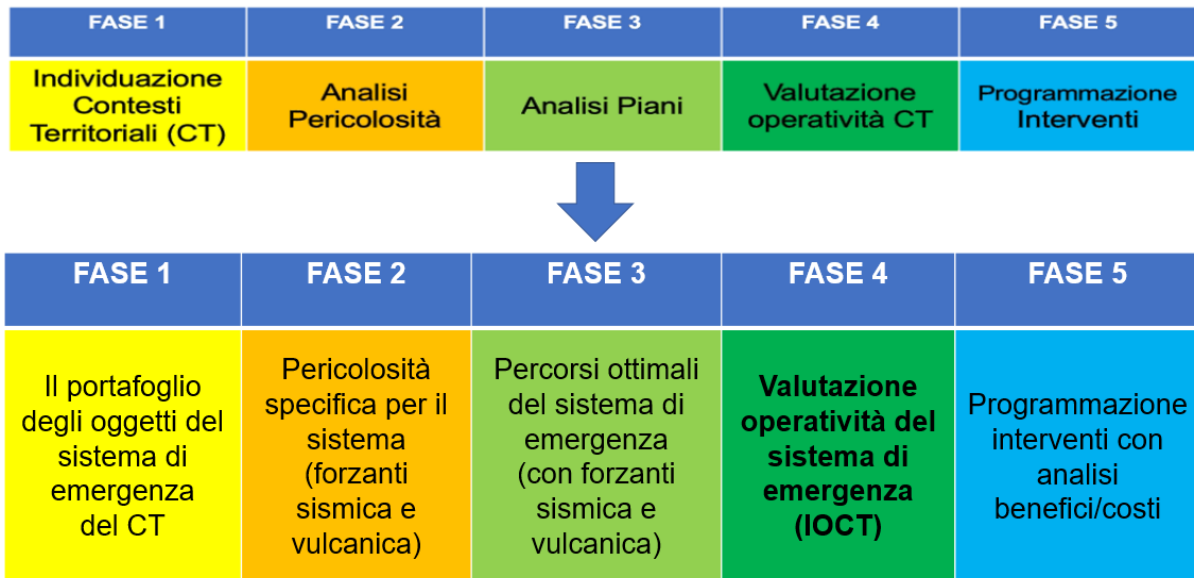 FASE 1
FASE 2
FASE 3
FASE 4
FASE 5
Individuazione
Contesti
Territoriali (CT)
Analisi
Pericolosità
Analisi Piani
Valutazione
operatività CT
Programmazione
Interventi
FASE 1
FASE 2
FASE 3
FASE 4
FASE 5
Il portafoglio
degli oggetti del
sistema di
emergenza
del CT
Pericolosità
specifica per il
sistema
(forzanti
sismica e
vulcanica)
Percorsi ottimali
del sistema di
emergenza
(con forzanti
sismica e
vulcanica)
Valutazione
operatività del
sistema di
emergenza
(IOCT)
Programmazione
interventi con
analisi
benefici/costi